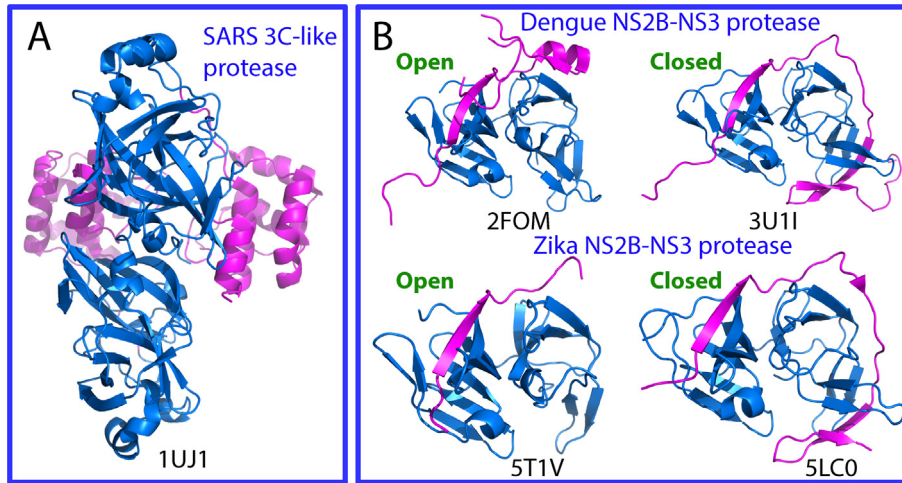 A
SARS 3C-like
protease
1UJ1
B
Dengue NS2B-NS3 protease
Open
Closed
2FOM
3U1I
Zika NS2B-NS3 protease
Open
Closed
5T1V
5LC0